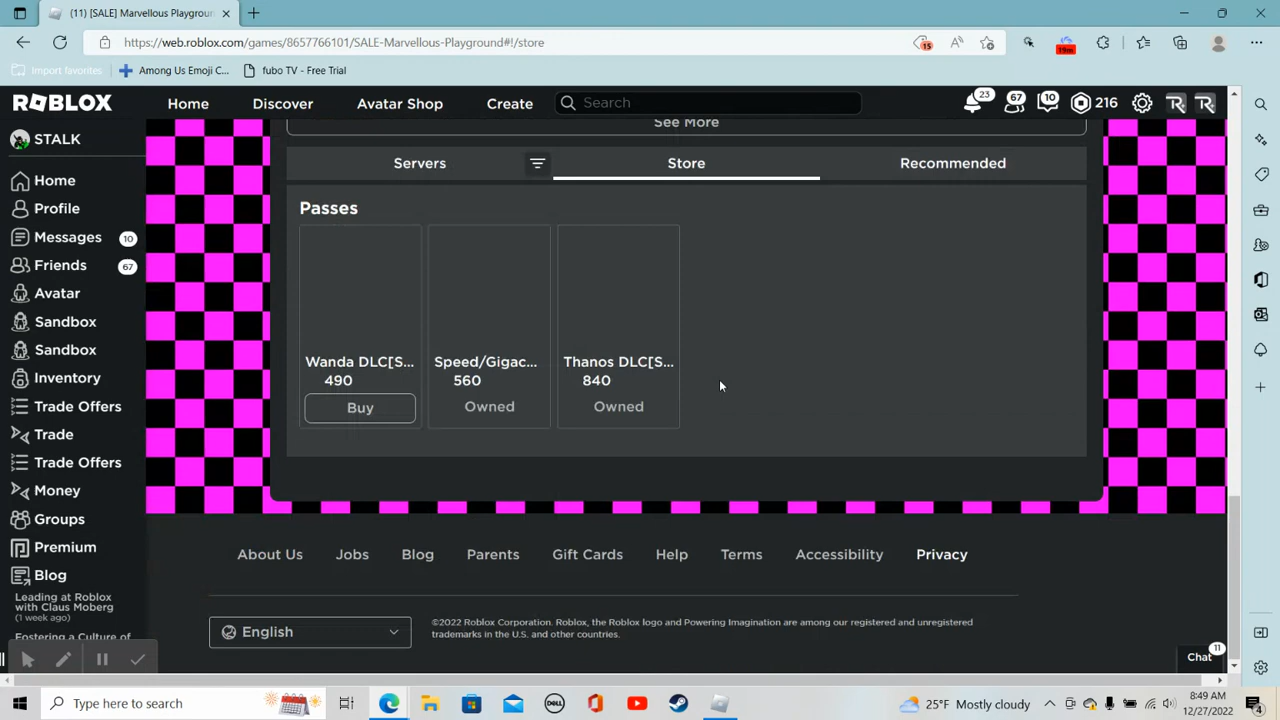 (11) [SALE] Marvellous Playgroun
https://web.roblox.com/games/8657766101/SALE-Marvellous-Playground#!/store
15
19m
Import favorites
Among Us Emoji C...
fubo TV - Free Trial
ROBLOX
Home
Discover
Avatar Shop
Create
Search
23
67
10
216
STALK
Home
Profile
Messages
10
Friends
67
Avatar
Sandbox
Sandbox
Inventory
Trade Offers
Trade
Trade Offers
Money
Groups
Premium
Blog
Leading at Roblox
with Claus Moberg
(1 week ago)
Fostering a Culture of
See More
Servers
Store
Recommended
Passes
Wanda DLC[S...
490
Buy
Speed/Gigac...
560
Owned
Thanos DLC[S...
840
Owned
About Us
Jobs
Blog
Parents
Gift Cards
Help
Terms
Accessibility
Privacy
English
©2022 Roblox Corporation. Roblox, the Roblox logo and Powering Imagination are among our registered and unregistered
trademarks in the U.S. and other countries.
Chat
11
Type here to search
DELL
25°F Mostly cloudy
8:49 AM
12/27/2022
4